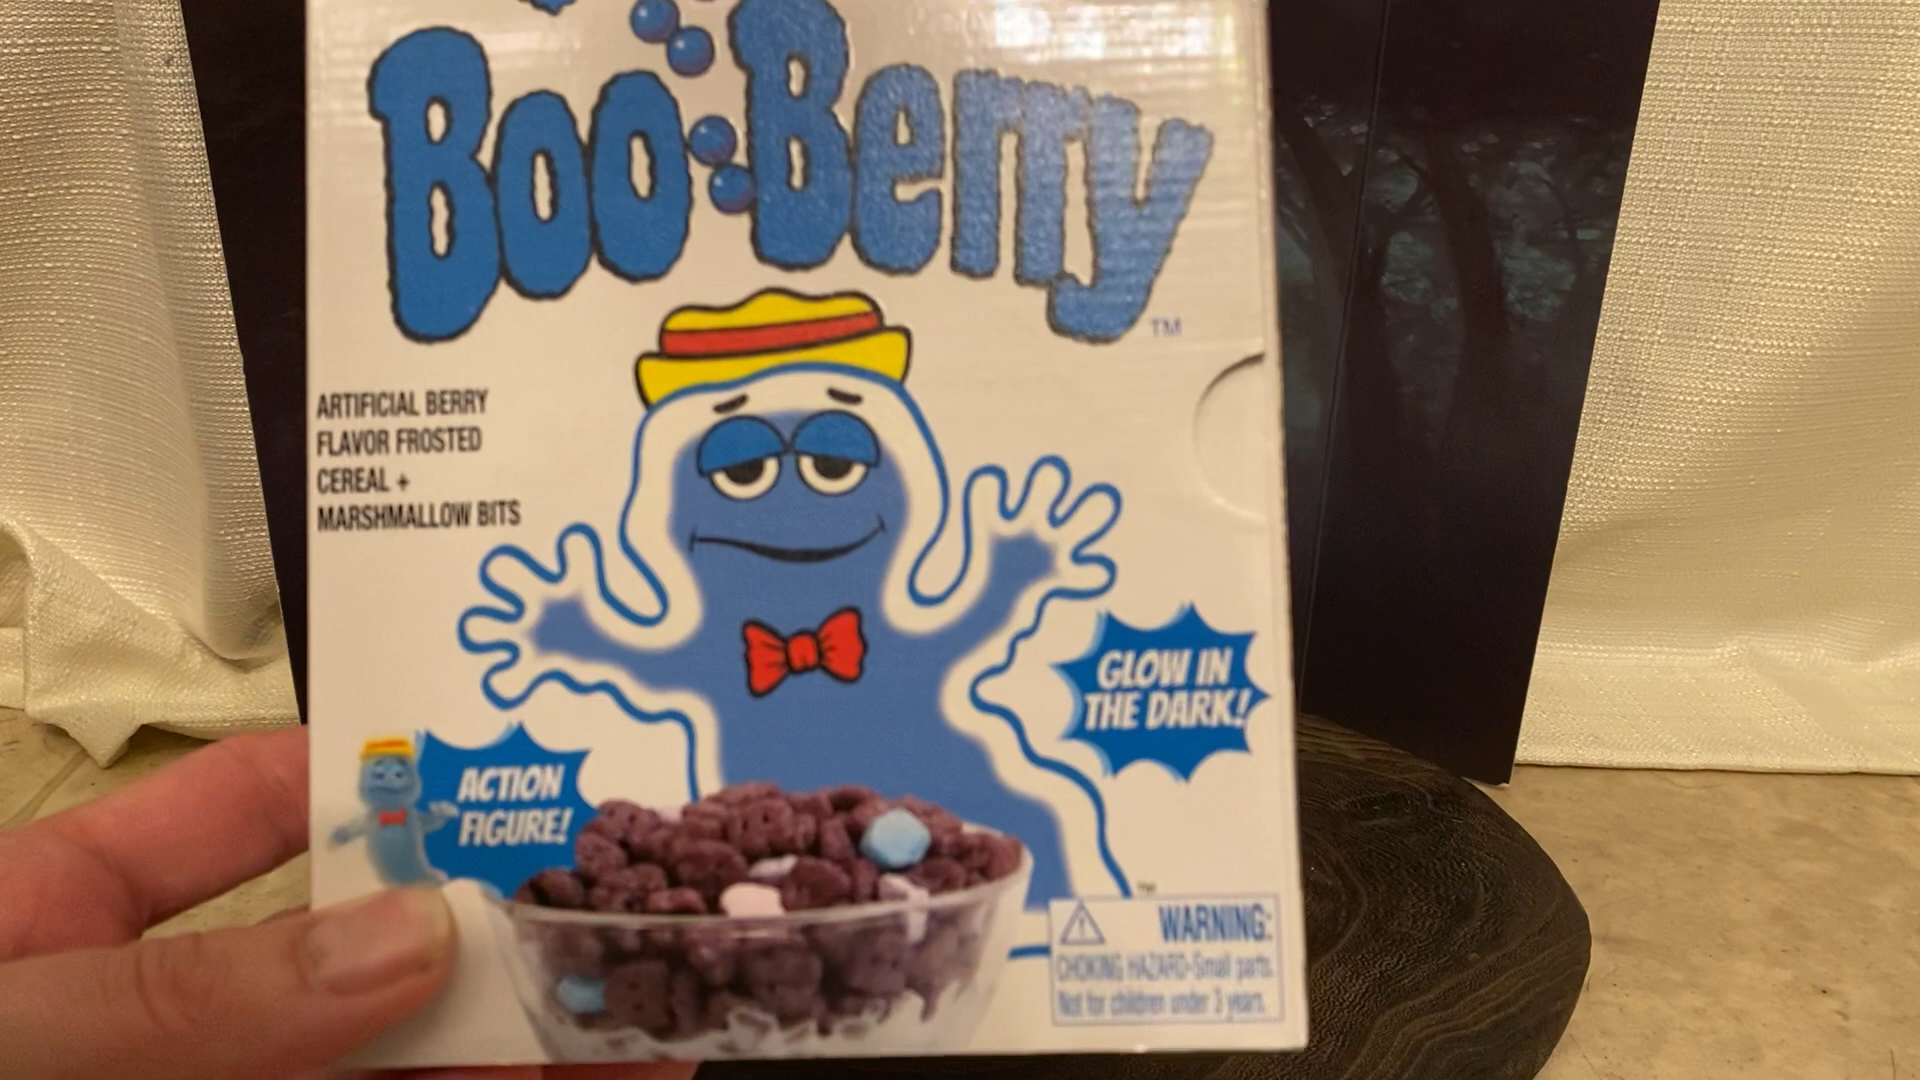 Boo Berry
TM
ARTIFICIAL BERRY
FLAVOR FROSTED
CEREAL +
MARSHMALLOW BITS
GLOW IN
THE DARK!
ACTION
FIGURE!
TM
WARNING:
CHOKING HAZARD-Small parts.
Not for children under 3 years.